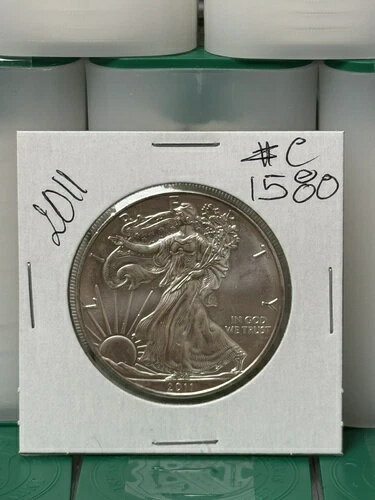 2011
#C
1580
LIBERTY
IN GOD
WE TRUST
2011